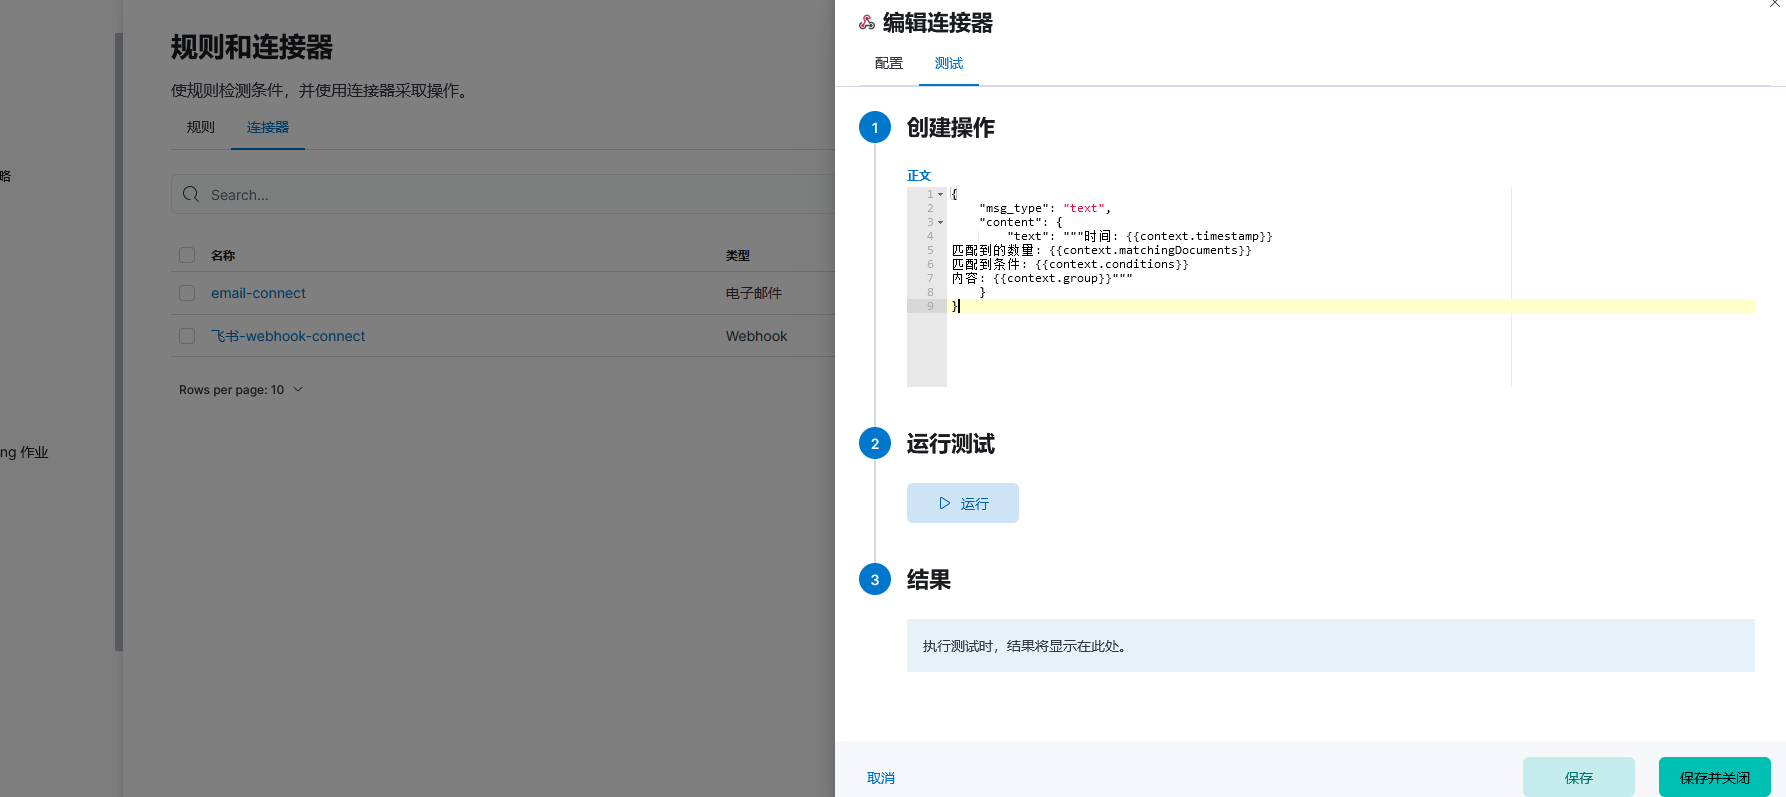 规则和连接器
使规则检测条件，并使用连接器采取操作。
规则
连接器
略
Search...
名称
类型
email-connect
电子邮件
飞书-webhook-connect
Webhook
Rows per page: 10
ng 作业
编辑连接器
配置
测试
1
创建操作
正文
1 {
2     "msg_type": "text",
3     "content": {
4         "text": """时间: {{context.timestamp}}
5 匹配到的数量: {{context.matchingDocuments}}
6 匹配到条件: {{context.conditions}}
7 内容: {{context.group}}"""
8     }
9 }
2
运行测试
运行
3
结果
执行测试时，结果将显示在此处。
取消
保存
保存并关闭